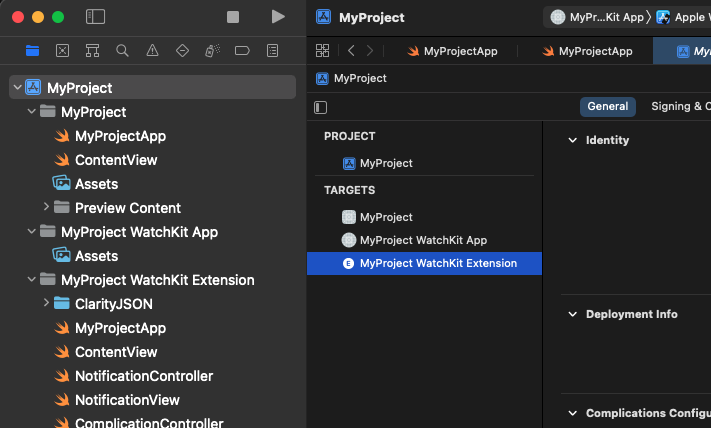 MyProject
MyPr...Kit App
Apple W
MyProjectApp
MyProjectApp
MyProject
MyProject
MyProject
MyProjectApp
ContentView
Assets
Preview Content
MyProject WatchKit App
Assets
MyProject WatchKit Extension
ClarityJSON
MyProjectApp
ContentView
NotificationController
NotificationView
ComplicationController
General
Signing & C
PROJECT
MyProject
TARGETS
MyProject
MyProject WatchKit App
E
MyProject WatchKit Extension
Identity
Deployment Info
Complications Configu